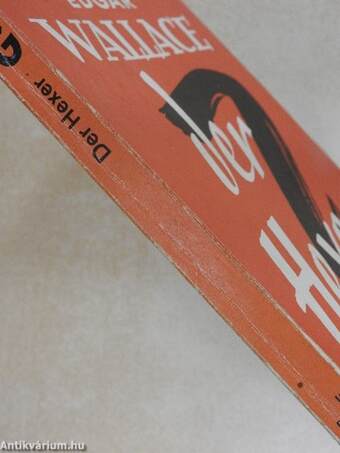 EDGAR
WALLACE
Der
Hexer
Der Hexer
Antikvárium.hu